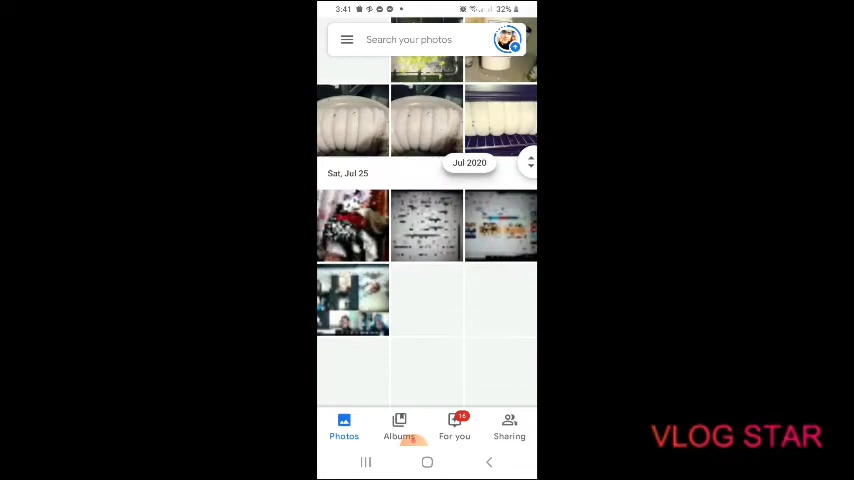 3:41
32%
Search your photos
Jul 2020
Sat, Jul 25
16
Photos
Albums
For you
Sharing
VLOG STAR